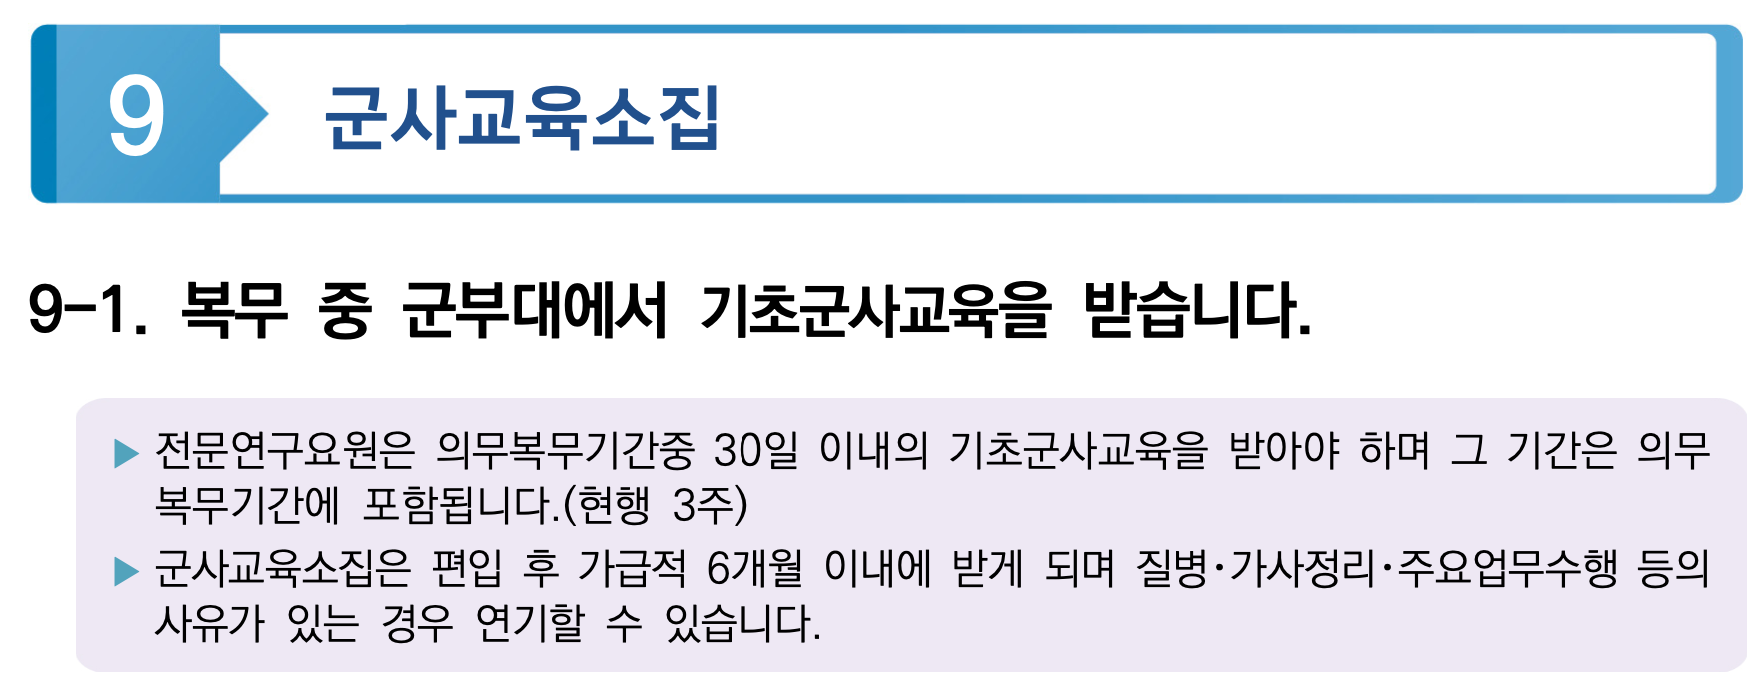 9
군사교육소집
9-1. 복무 중 군부대에서 기초군사교육을 받습니다.
▶ 전문연구요원은 의무복무기간중 30일 이내의 기초군사교육을 받아야 하며 그 기간은 의무
복무기간에 포함됩니다.(현행 3주)
▶ 군사교육소집은 편입 후 가급적 6개월 이내에 받게 되며 질병·가사정리·주요업무수행 등의
사유가 있는 경우 연기할 수 있습니다.